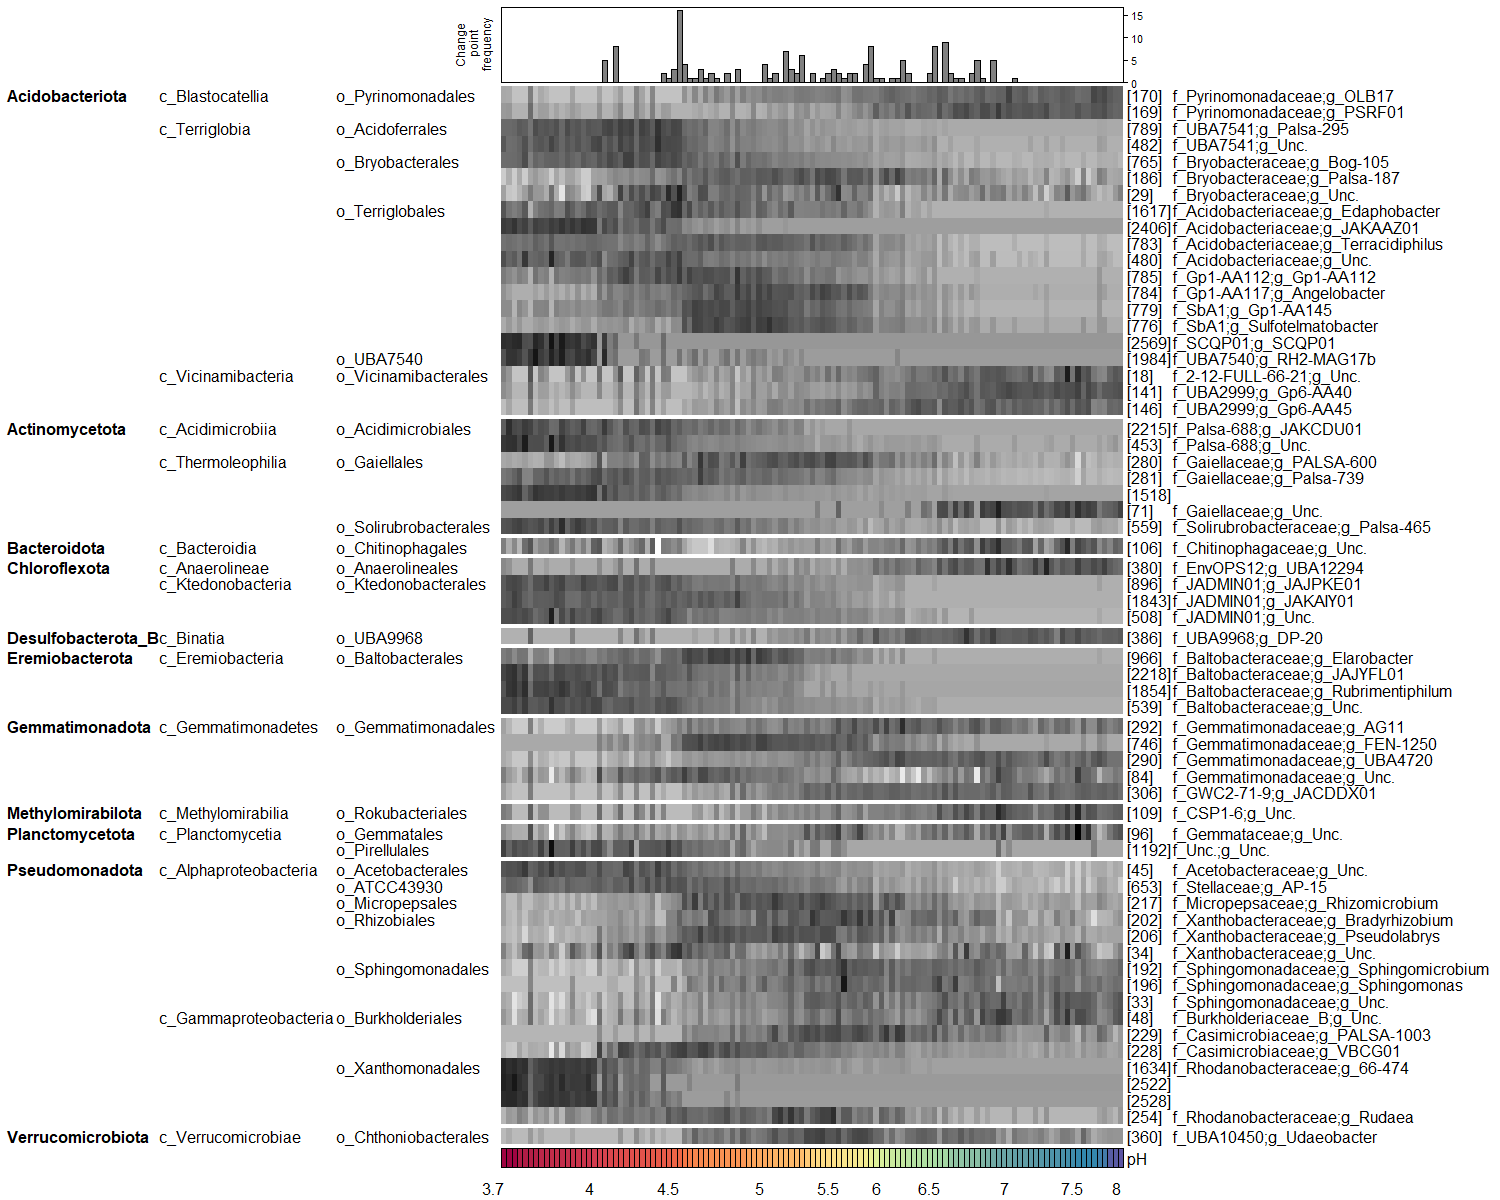 Change
point
frequency
15
10
5
0
Acidobacteriota c_Blastocatellia o_Pyrinomonadales [170] f_Pyrinomonadaceae;g_OLB17
[169] f_Pyrinomonadaceae;g_PSRF01
c_Terriglobia o_Acidoferrales [789] f_UBA7541;g_Palsa-295
[482] f_UBA7541;g_Unc.
o_Bryobacterales [765] f_Bryobacteraceae;g_Bog-105
[186] f_Bryobacteraceae;g_Palsa-187
[29] f_Bryobacteraceae;g_Unc.
o_Terriglobales [1617] f_Acidobacteriaceae;g_Edaphobacter
[2406] f_Acidobacteriaceae;g_JAKAAZ01
[783] f_Acidobacteriaceae;g_Terracidiphilus
[480] f_Acidobacteriaceae;g_Unc.
[785] f_Gp1-AA112;g_Gp1-AA112
[784] f_Gp1-AA117;g_Angelobacter
[779] f_SbA1;g_Gp1-AA145
[776] f_SbA1;g_Sulfotelmatobacter
[2569] f_SCQP01;g_SCQP01
o_UBA7540 [1984] f_UBA7540;g_RH2-MAG17b
c_Vicinamibacteria o_Vicinamibacterales [18] f_2-12-FULL-66-21;g_Unc.
[141] f_UBA2999;g_Gp6-AA40
[146] f_UBA2999;g_Gp6-AA45
Actinomycetota c_Acidimicrobiia o_Acidimicrobiales [2215] f_Palsa-688;g_JAKCDU01
[453] f_Palsa-688;g_Unc.
c_Thermoleophilia o_Gaiellales [280] f_Gaiellaceae;g_PALSA-600
[281] f_Gaiellaceae;g_Palsa-739
[1518]
[71] f_Gaiellaceae;g_Unc.
o_Solirubrobacterales [559] f_Solirubrobacteraceae;g_Palsa-465
Bacteroidota c_Bacteroidia o_Chitinophagales [106] f_Chitinophagaceae;g_Unc.
Chloroflexota c_Anaerolineae o_Anaerolineales [380] f_EnvOPS12;g_UBA12294
c_Ktedonobacteria o_Ktedonobacterales [896] f_JADMIN01;g_JAJPKE01
[1843] f_JADMIN01;g_JAKAIY01
[508] f_JADMIN01;g_Unc.
Desulfobacterota_B c_Binatia o_UBA9968 [386] f_UBA9968;g_DP-20
Eremiobacterota c_Eremiobacteria o_Baltobacterales [966] f_Baltobacteraceae;g_Elarobacter
[2218] f_Baltobacteraceae;g_JAJYFL01
[1854] f_Baltobacteraceae;g_Rubrimentiphilum
[539] f_Baltobacteraceae;g_Unc.
Gemmatimonadota c_Gemmatimonadetes o_Gemmatimonadales [292] f_Gemmatimonadaceae;g_AG11
[746] f_Gemmatimonadaceae;g_FEN-1250
[290] f_Gemmatimonadaceae;g_UBA4720
[84] f_Gemmatimonadaceae;g_Unc.
[306] f_GWC2-71-9;g_JACDDX01
Methylomirabilota c_Methylomirabilia o_Rokubacteriales [109] f_CSP1-6;g_Unc.
Planctomycetota c_Planctomycetia o_Gemmatales [96] f_Gemmataceae;g_Unc.
o_Pirellulales [1192] f_Unc.;g_Unc.
Pseudomonadota c_Alphaproteobacteria o_Acetobacterales [45] f_Acetobacteraceae;g_Unc.
o_ATCC43930 [653] f_Stellaceae;g_AP-15
o_Micropepsales [217] f_Micropepsaceae;g_Rhizomicrobium
o_Rhizobiales [202] f_Xanthobacteraceae;g_Bradyrhizobium
[206] f_Xanthobacteraceae;g_Pseudolabrys
[34] f_Xanthobacteraceae;g_Unc.
o_Sphingomonadales [192] f_Sphingomonadaceae;g_Sphingomicrobium
[196] f_Sphingomonadaceae;g_Sphingomonas
[33] f_Sphingomonadaceae;g_Unc.
c_Gammaproteobacteria o_Burkholderiales [48] f_Burkholderiaceae_B;g_Unc.
[229] f_Casimicrobiaceae;g_PALSA-1003
[228] f_Casimicrobiaceae;g_VBCG01
o_Xanthomonadales [1634] f_Rhodanobacteraceae;g_66-474
[2522]
[2528]
[254] f_Rhodanobacteraceae;g_Rudaea
Verrucomicrobiota c_Verrucomicrobiae o_Chthoniobacterales [360] f_UBA10450;g_Udaeobacter
pH
3.7 4 4.5 5 5.5 6 6.5 7 7.5 8